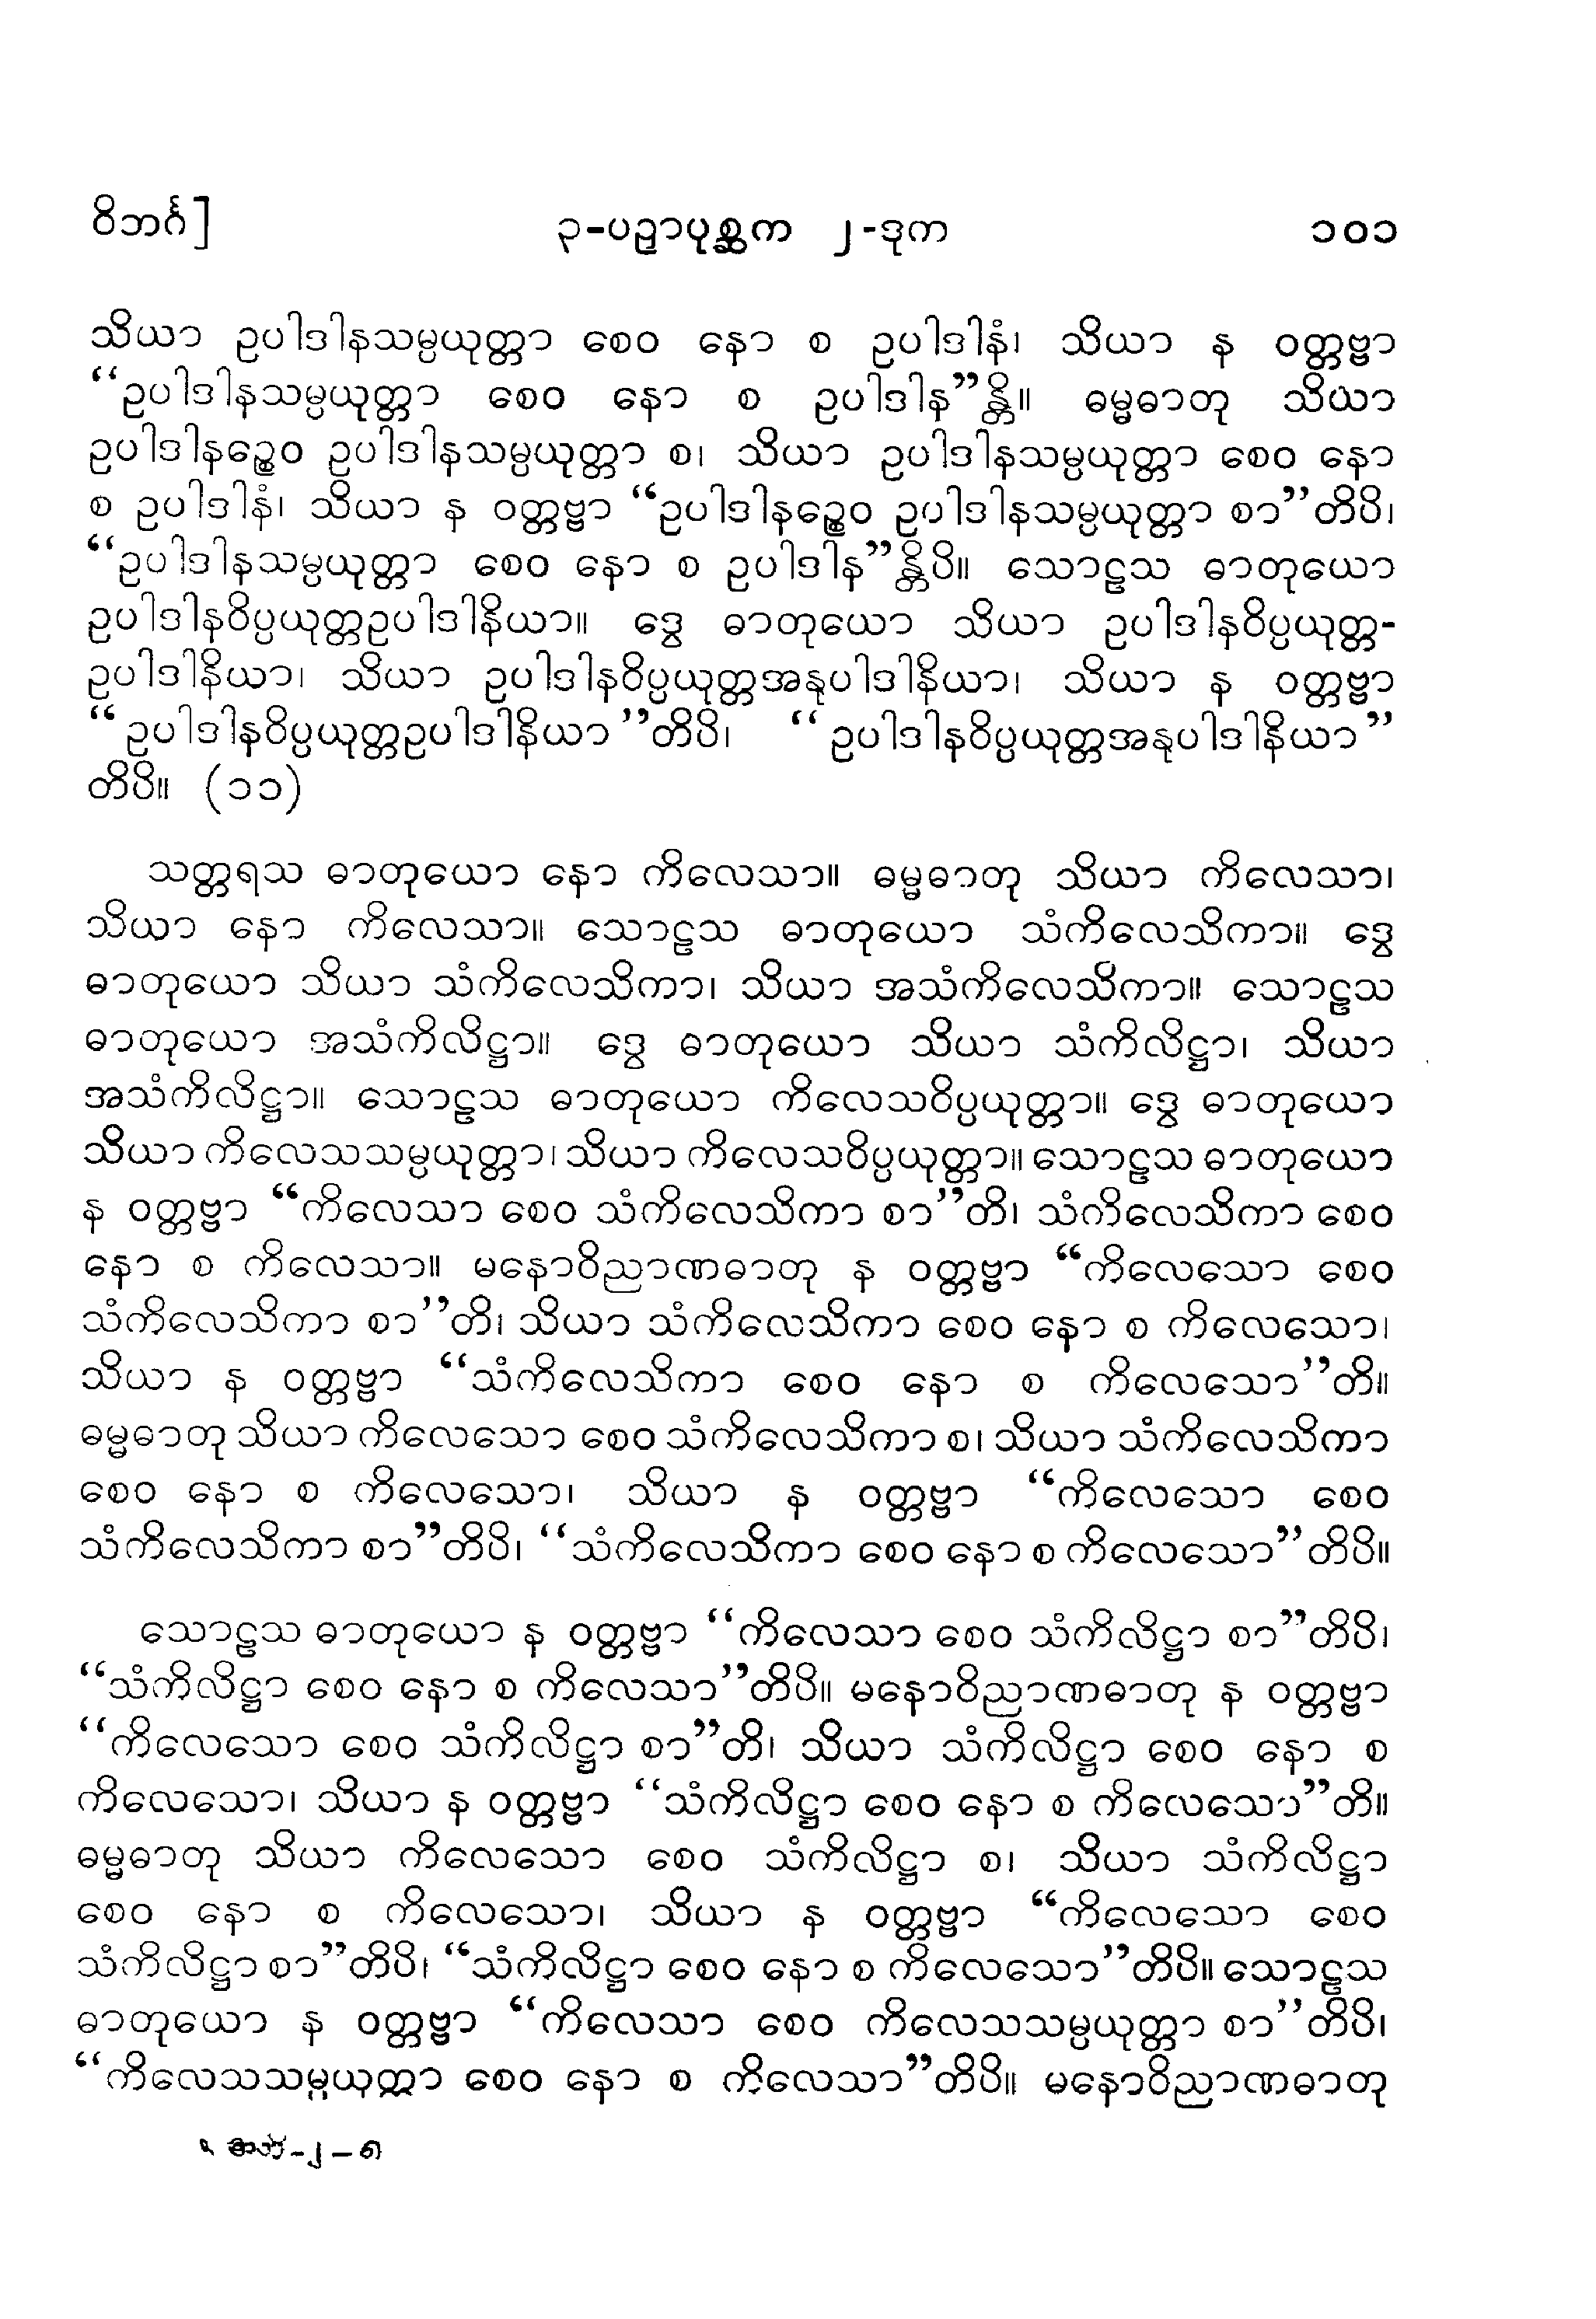 ဝိဘင်္ဂ]
၃-ပဉှာပုစ္ဆက ၂-ဒုက
၁၀၁
သိယာ ဥပါဒါနသမ္ပယုတ္တာ စေဝ နော စ ဥပါဒါနံ၊ သိယာ န ဝတ္တဗ္ဗာ
“ဥပါဒါနသမ္ပယုတ္တာ စေဝ နော စ ဥပါဒါန”န္တိ။ ဓမ္မဓာတု သိယာ
ဥပါဒါနဉ္စေဝ ဥပါဒါနသမ္ပယုတ္တာ စ၊ သိယာ ဥပါဒါနသမ္ပယုတ္တာ စေဝ နော
စ ဥပါဒါနံ၊ သိယာ န ဝတ္တဗ္ဗာ “ဥပါဒါနဉ္စေဝ ဥပါဒါနသမ္ပယုတ္တာ စာ”တိပိ၊
“ဥပါဒါနသမ္ပယုတ္တာ စေဝ နော စ ဥပါဒါန”န္တိပိ။ သောဠသ ဓာတုယော
ဥပါဒါနဝိပ္ပယုတ္တဥပါဒါနိယာ။ ဒွေ ဓာတုယော သိယာ ဥပါဒါနဝိပ္ပယုတ္တ-
ဥပါဒါနိယာ၊ သိယာ ဥပါဒါနဝိပ္ပယုတ္တအနုပါဒါနိယာ၊ သိယာ န ဝတ္တဗ္ဗာ
“ဥပါဒါနဝိပ္ပယုတ္တဥပါဒါနိယာ”တိပိ၊ “ဥပါဒါနဝိပ္ပယုတ္တအနုပါဒါနိယာ”
တိပိ။ (၁၁)
သတ္တရသ ဓာတုယော နော ကိလေသာ။ ဓမ္မဓာတု သိယာ ကိလေသာ၊
သိယာ နော ကိလေသာ။ သောဠသ ဓာတုယော သံကိလေသိကာ။ ဒွေ
ဓာတုယော သိယာ သံကိလေသိကာ၊ သိယာ အသံကိလေသိကာ။ သောဠသ
ဓာတုယော အသံကိလိဋ္ဌာ။ ဒွေ ဓာတုယော သိယာ သံကိလိဋ္ဌာ၊ သိယာ
အသံကိလိဋ္ဌာ။ သောဠသ ဓာတုယော ကိလေသဝိပ္ပယုတ္တာ။ ဒွေ ဓာတုယော
သိယာ ကိလေသသမ္ပယုတ္တာ၊ သိယာ ကိလေသဝိပ္ပယုတ္တာ။ သောဠသ ဓာတုယော
န ဝတ္တဗ္ဗာ “ကိလေသာ စေဝ သံကိလေသိကာ စာ”တိ၊ သံကိလေသိကာ စေဝ
နော စ ကိလေသာ။ မနောဝိညာဏဓာတု န ဝတ္တဗ္ဗာ “ကိလေသော စေဝ
သံကိလေသိကာ စာ”တိ၊ သိယာ သံကိလေသိကာ စေဝ နော စ ကိလေသော၊
သိယာ န ဝတ္တဗ္ဗာ “သံကိလေသိကာ စေဝ နော စ ကိလေသော”တိ။
ဓမ္မဓာတု သိယာ ကိလေသော စေဝ သံကိလေသိကာ စ၊ သိယာ သံကိလေသိကာ
စေဝ နော စ ကိလေသော၊ သိယာ န ဝတ္တဗ္ဗာ “ကိလေသော စေဝ
သံကိလေသိကာ စာ”တိပိ၊ “သံကိလေသိကာ စေဝ နော စ ကိလေသော”တိပိ။
သောဠသ ဓာတုယော န ဝတ္တဗ္ဗာ “ကိလေသာ စေဝ သံကိလိဋ္ဌာ စာ”တိပိ၊
“သံကိလိဋ္ဌာ စေဝ နော စ ကိလေသာ”တိပိ။ မနောဝိညာဏဓာတု န ဝတ္တဗ္ဗာ
“ကိလေသော စေဝ သံကိလိဋ္ဌာ စာ”တိ၊ သိယာ သံကိလိဋ္ဌာ စေဝ နော စ
ကိလေသော၊ သိယာ န ဝတ္တဗ္ဗာ “သံကိလိဋ္ဌာ စေဝ နော စ ကိလေသော”တိ။
ဓမ္မဓာတု သိယာ ကိလေသော စေဝ သံကိလိဋ္ဌာ စ၊ သိယာ သံကိလိဋ္ဌာ
စေဝ နော စ ကိလေသော၊ သိယာ န ဝတ္တဗ္ဗာ “ကိလေသော စေဝ
သံကိလိဋ္ဌာ စာ”တိပိ၊ “သံကိလိဋ္ဌာ စေဝ နော စ ကိလေသော”တိပိ။ သောဠသ
ဓာတုယော န ဝတ္တဗ္ဗာ “ကိလေသာ စေဝ ကိလေသသမ္ပယုတ္တာ စာ”တိပိ၊
“ကိလေသသမ္ပယုတ္တာ စေဝ နော စ ကိလေသာ”တိပိ။ မနောဝိညာဏဓာတု